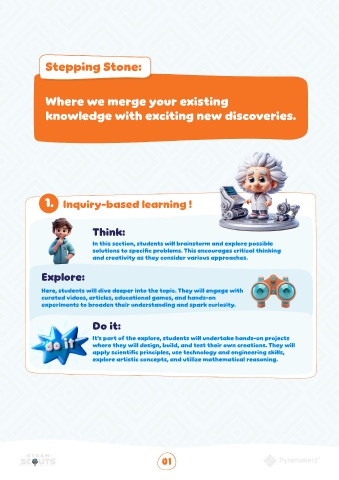 Stepping Stone:
Where we merge your existing
knowledge with exciting new discoveries.
1. Inquiry-based learning !
Think:
In this section, students will brainstorm and explore possible
solutions to specific problems. This encourages critical thinking
and creativity as they consider various approaches.
Explore:
Here, students will dive deeper into the topic. They will engage with
curated videos, articles, educational games, and hands-on
experiments to broaden their understanding and spark curiosity.
Do it:
do it
It's part of the explore, students will undertake hands-on projects
where they will design, build, and test their own creations. They will
apply scientific principles, use technology and engineering skills,
explore artistic concepts, and utilize mathematical reasoning.
STEAM
SCOUTS
01
Pyramakerz